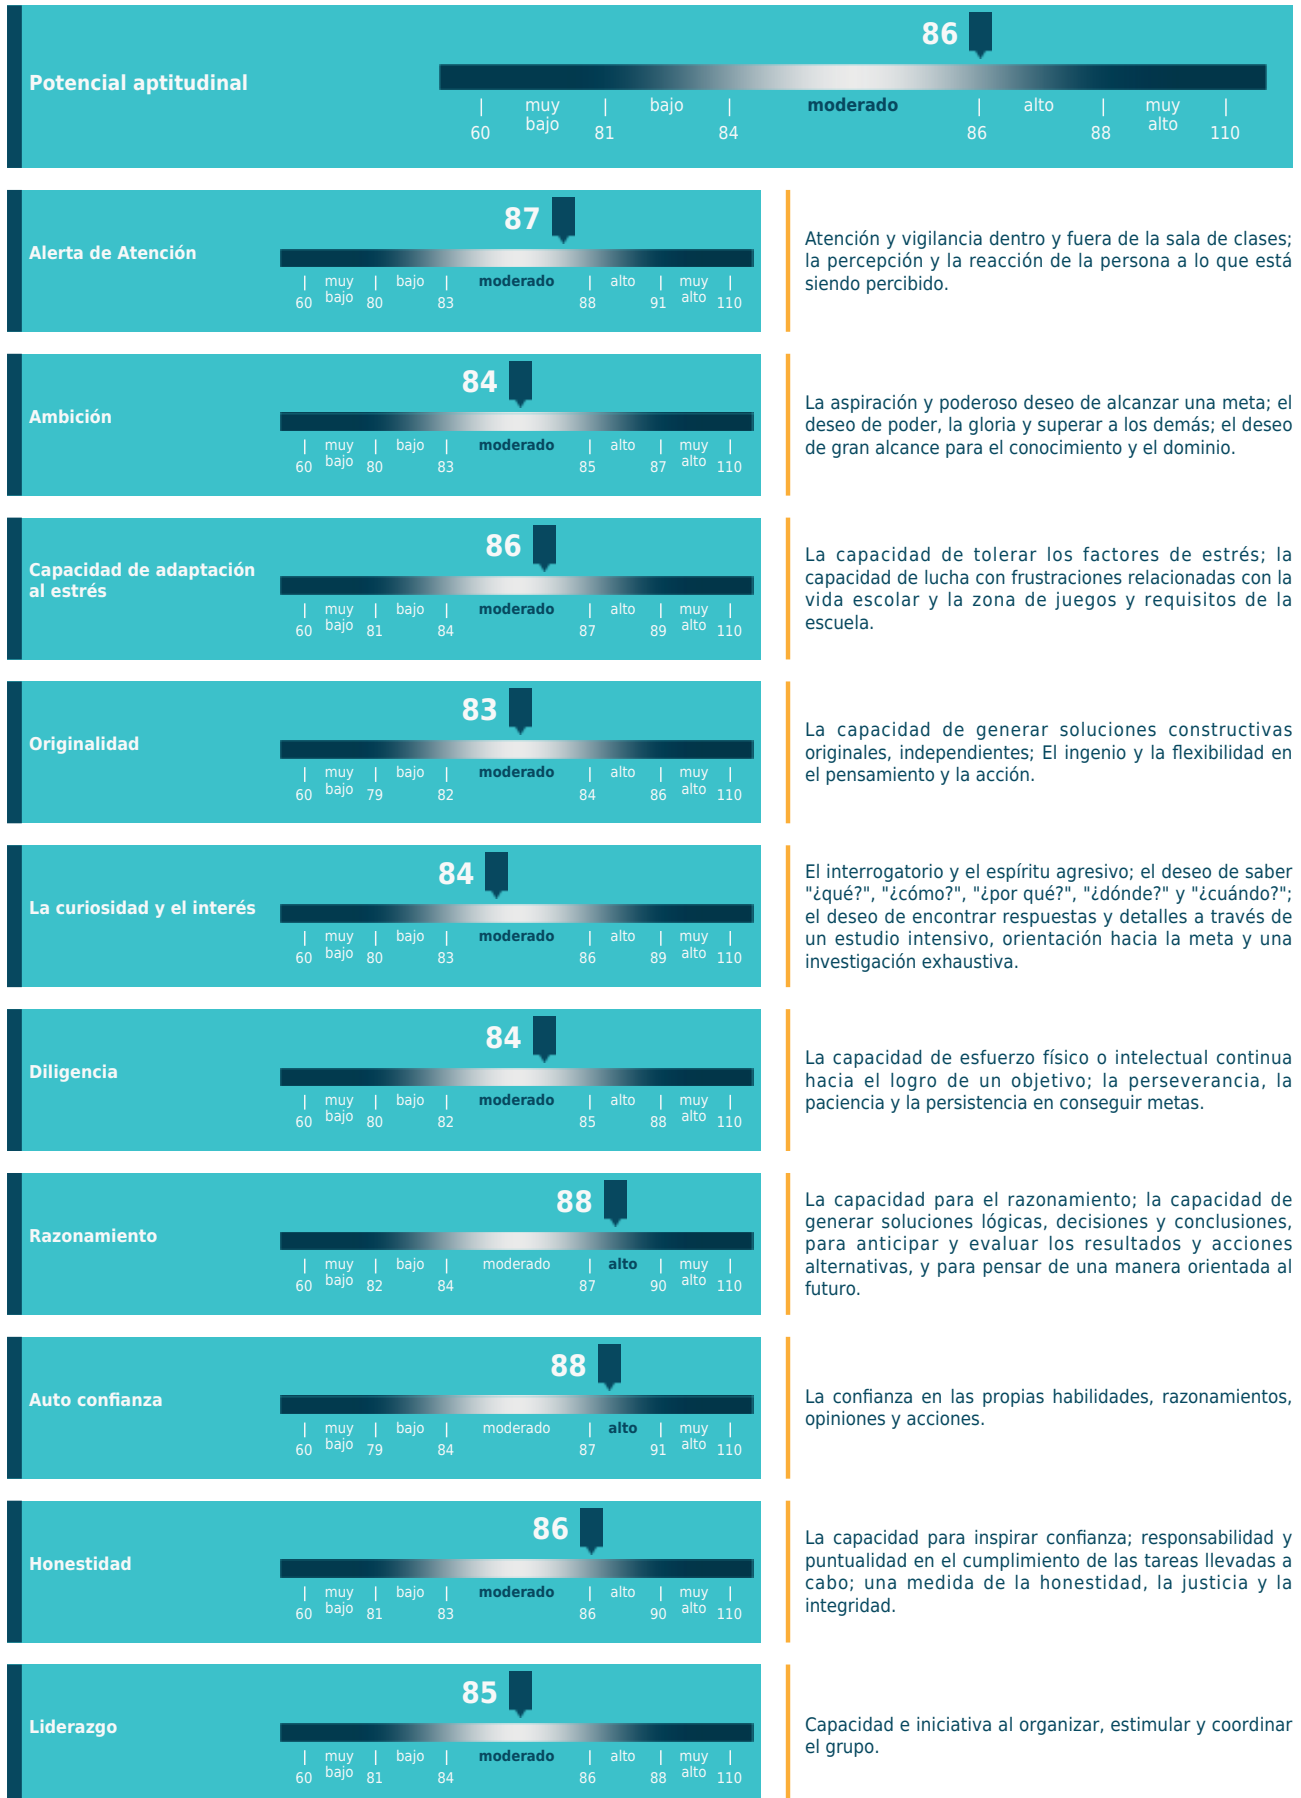 86
Potencial aptitudinal
| muy bajo | bajo | moderado | alto | muy alto |
60 81 84 86 88 110
87
Alerta de Atención
| muy bajo | bajo | moderado | alto | muy alto |
60 80 83 88 91 110
Atención y vigilancia dentro y fuera de la sala de clases;
la percepción y la reacción de la persona a lo que está
siendo percibido.
84
Ambición
| muy bajo | bajo | moderado | alto | muy alto |
60 80 83 85 87 110
La aspiración y poderoso deseo de alcanzar una meta; el
deseo de poder, la gloria y superar a los demás; el deseo
de gran alcance para el conocimiento y el dominio.
86
Capacidad de adaptación
al estrés
| muy bajo | bajo | moderado | alto | muy alto |
60 81 84 87 89 110
La capacidad de tolerar los factores de estrés; la
capacidad de lucha con frustraciones relacionadas con la
vida escolar y la zona de juegos y requisitos de la
escuela.
83
Originalidad
| muy bajo | bajo | moderado | alto | muy alto |
60 79 82 84 86 110
La capacidad de generar soluciones constructivas
originales, independientes; El ingenio y la flexibilidad en
el pensamiento y la acción.
84
La curiosidad y el interés
| muy bajo | bajo | moderado | alto | muy alto |
60 80 83 86 89 110
El interrogatorio y el espíritu agresivo; el deseo de saber
"¿qué?", "¿cómo?", "¿por qué?", "¿dónde?" y "¿cuándo?";
el deseo de encontrar respuestas y detalles a través de
un estudio intensivo, orientación hacia la meta y una
investigación exhaustiva.
84
Diligencia
| muy bajo | bajo | moderado | alto | muy alto |
60 80 82 85 88 110
La capacidad de esfuerzo físico o intelectual continua
hacia el logro de un objetivo; la perseverancia, la
paciencia y la persistencia en conseguir metas.
88
Razonamiento
| muy bajo | bajo | moderado | alto | muy alto |
60 82 84 87 90 110
La capacidad para el razonamiento; la capacidad de
generar soluciones lógicas, decisiones y conclusiones,
para anticipar y evaluar los resultados y acciones
alternativas, y para pensar de una manera orientada al
futuro.
88
Auto confianza
| muy bajo | bajo | moderado | alto | muy alto |
60 79 84 87 91 110
La confianza en las propias habilidades, razonamientos,
opiniones y acciones.
86
Honestidad
| muy bajo | bajo | moderado | alto | muy alto |
60 81 83 86 90 110
La capacidad para inspirar confianza; responsabilidad y
puntualidad en el cumplimiento de las tareas llevadas a
cabo; una medida de la honestidad, la justicia y la
integridad.
85
Liderazgo
| muy bajo | bajo | moderado | alto | muy alto |
60 81 84 86 88 110
Capacidad e iniciativa al organizar, estimular y coordinar
el grupo.